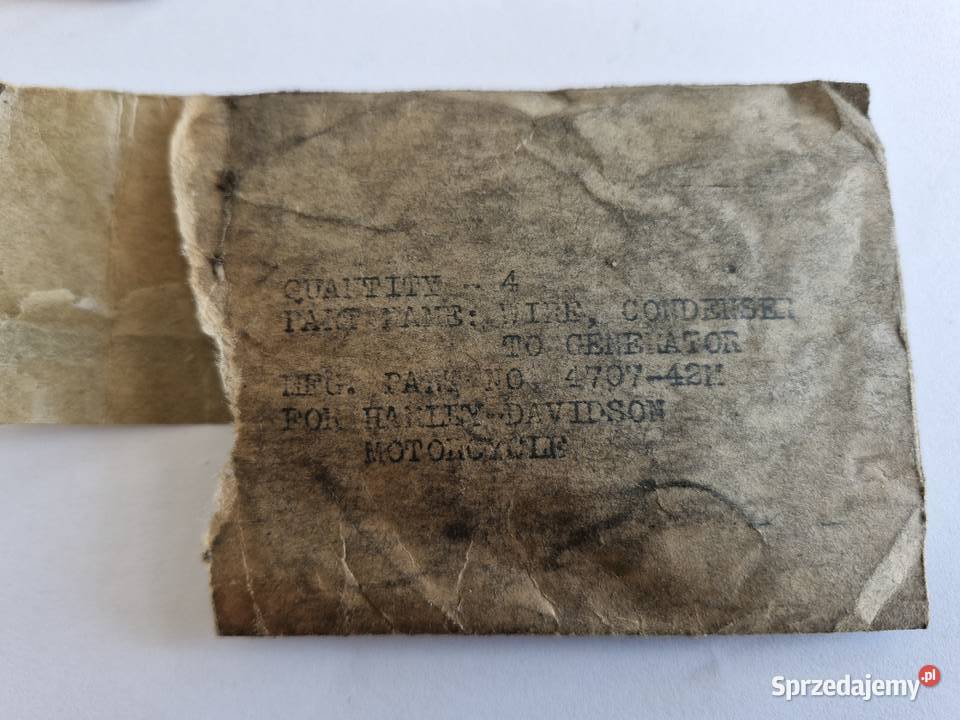 QUANTITY - 4
PART NAME: WIRE, CONDENSER
TO GENERATOR
MFG. PART NO. 4707-42M
FOR HARLEY-DAVIDSON
MOTORCYCLE
Sprzedajemy.pl